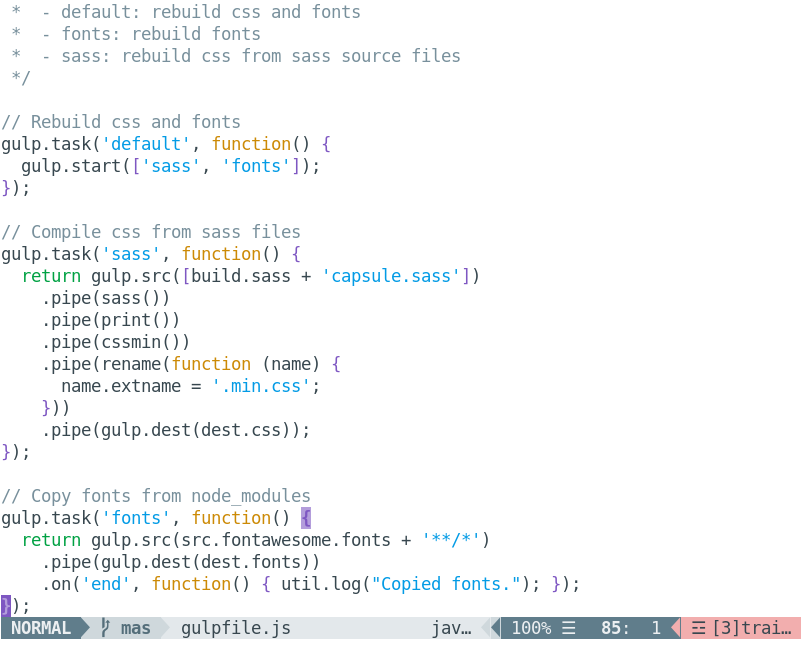 *  - default: rebuild css and fonts
 *  - fonts: rebuild fonts
 *  - sass: rebuild css from sass source files
 */

// Rebuild css and fonts
gulp.task('default', function() {
  gulp.start(['sass', 'fonts']);
});

// Compile css from sass files
gulp.task('sass', function() {
  return gulp.src([build.sass + 'capsule.sass'])
    .pipe(sass())
    .pipe(print())
    .pipe(cssmin())
    .pipe(rename(function (name) {
      name.extname = '.min.css';
    }))
    .pipe(gulp.dest(dest.css));
});

// Copy fonts from node_modules
gulp.task('fonts', function() {
  return gulp.src(src.fontawesome.fonts + '**/*')
    .pipe(gulp.dest(dest.fonts))
    .on('end', function() { util.log("Copied fonts."); });
});
NORMAL mas gulpfile.js jav… 100% ☰ 85: 1 ☲ [3]trai…